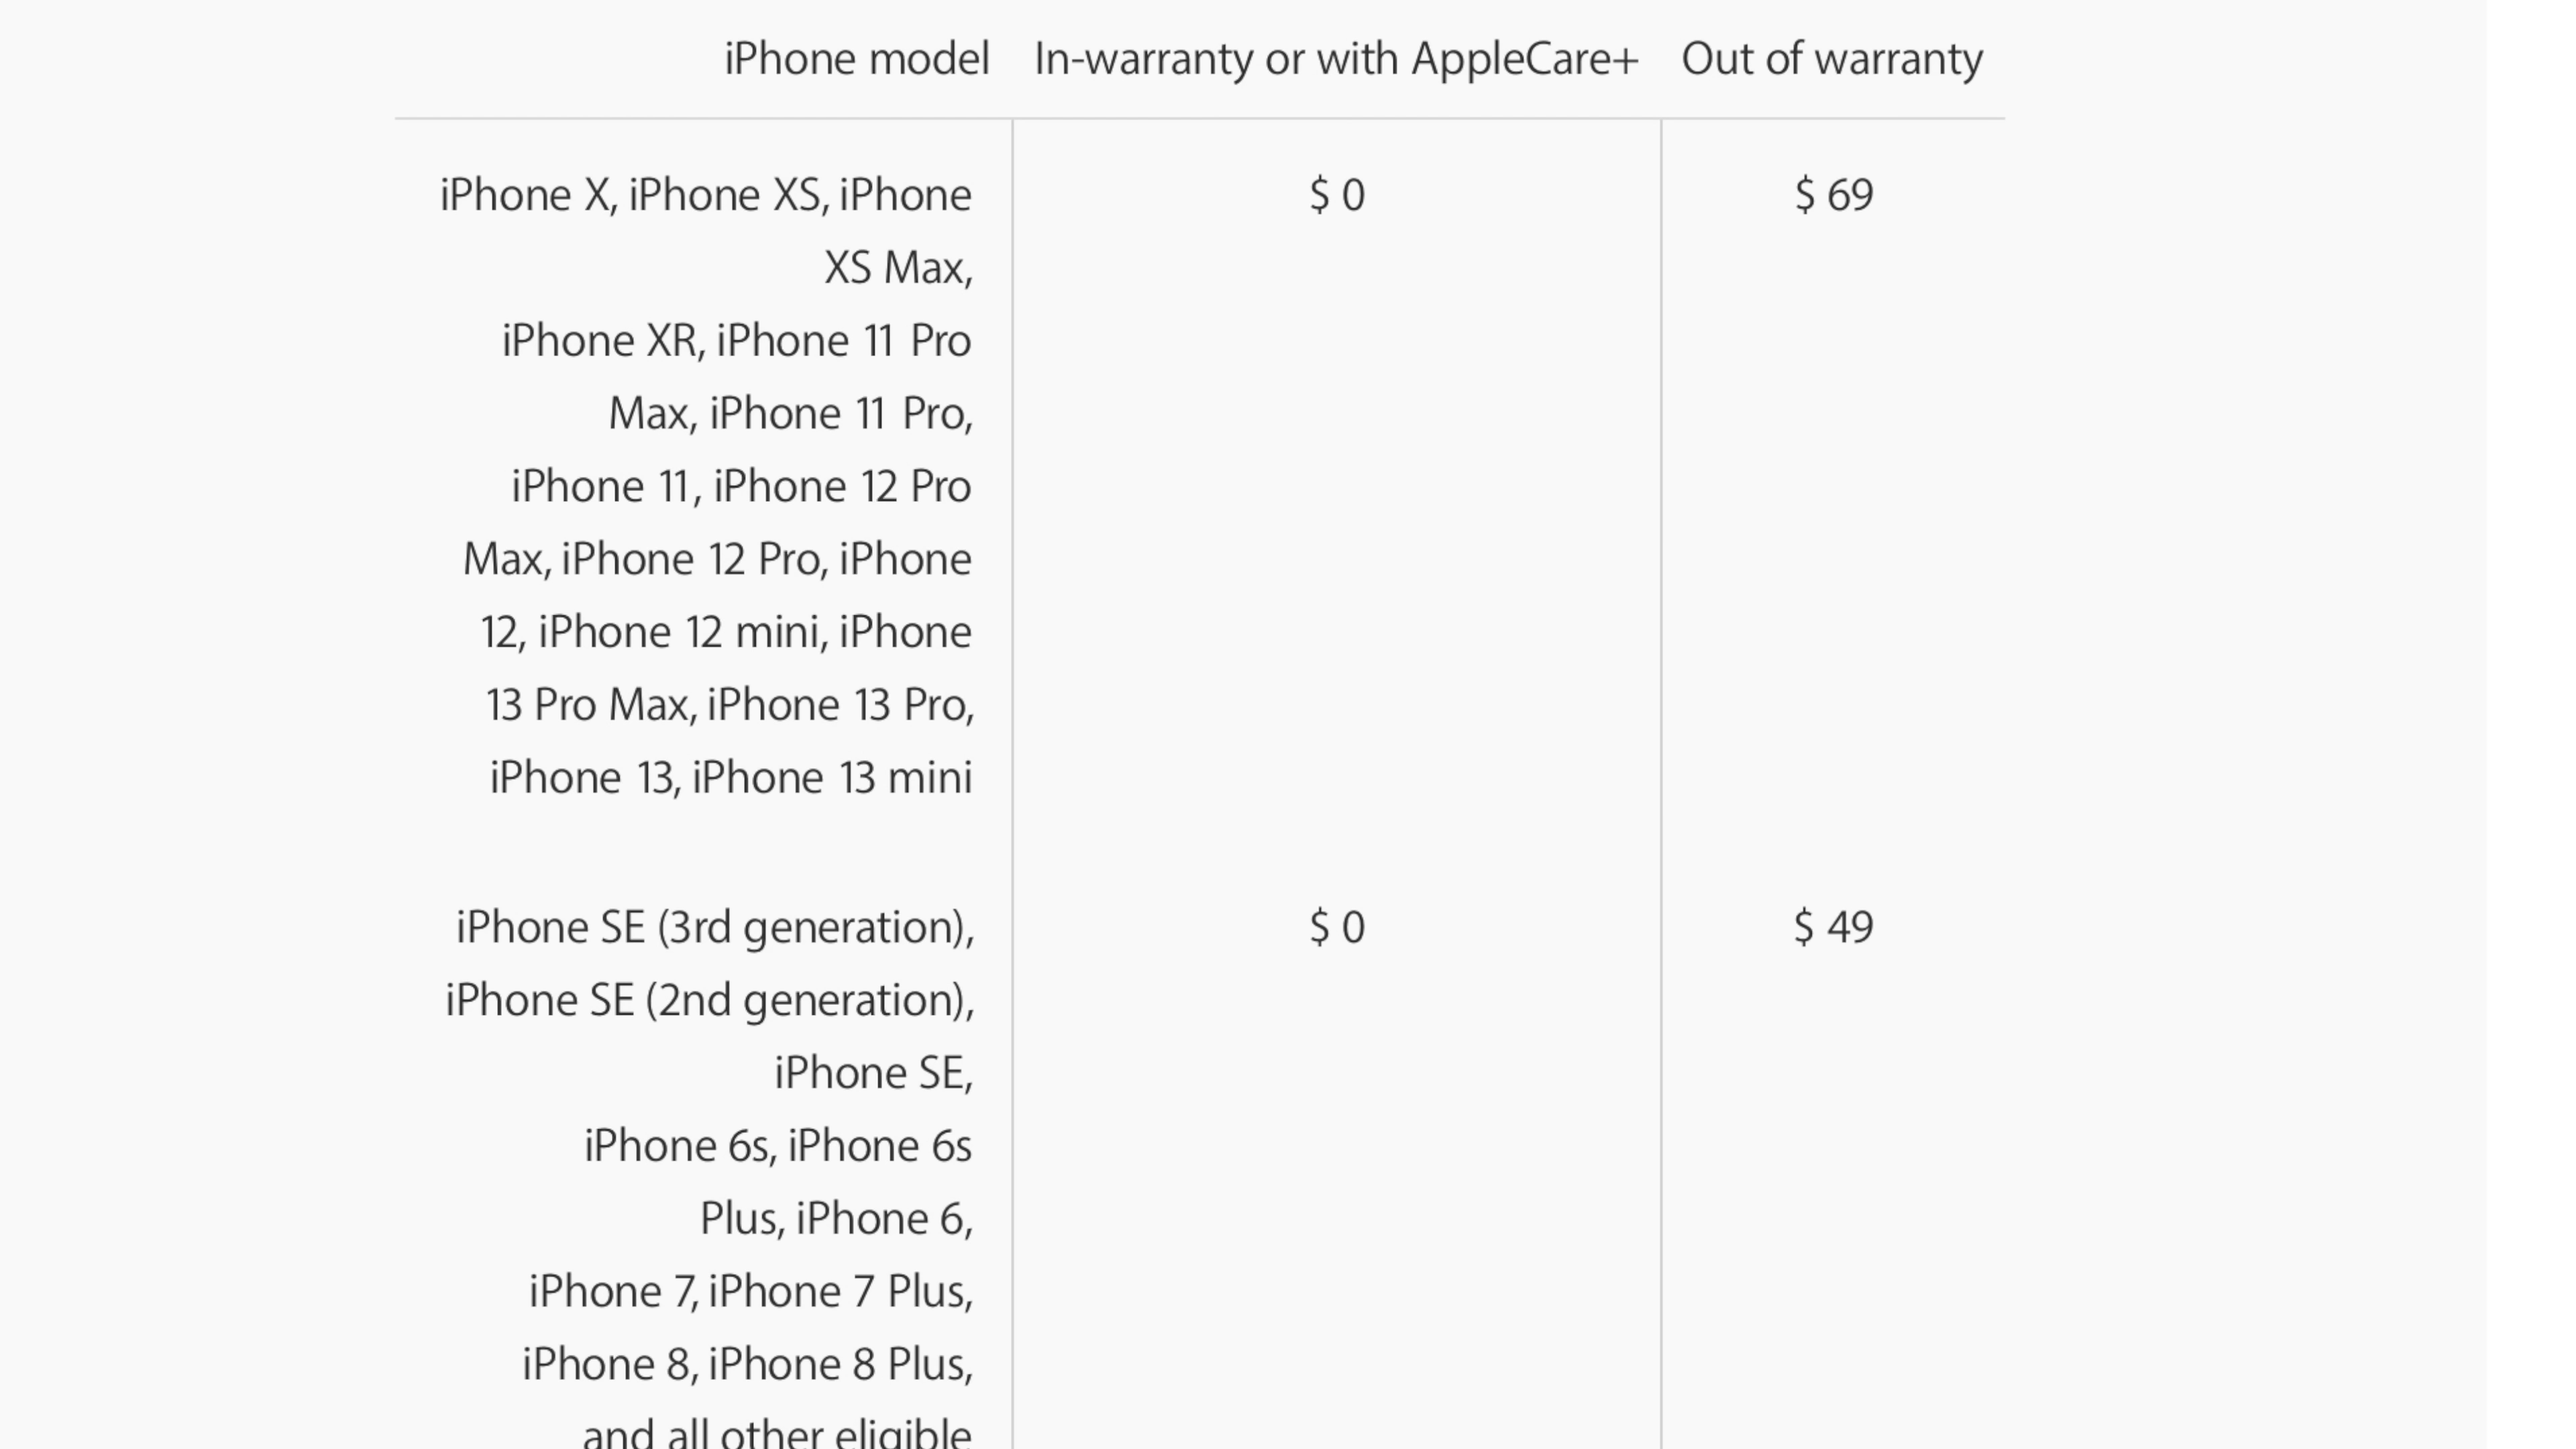 iPhone model In-warranty or with AppleCare+ Out of warranty
iPhone X, iPhone XS, iPhone $ 0 $ 69
XS Max,
iPhone XR, iPhone 11 Pro
Max, iPhone 11 Pro,
iPhone 11, iPhone 12 Pro
Max, iPhone 12 Pro, iPhone
12, iPhone 12 mini, iPhone
13 Pro Max, iPhone 13 Pro,
iPhone 13, iPhone 13 mini
iPhone SE (3rd generation), $ 0 $ 49
iPhone SE (2nd generation),
iPhone SE,
iPhone 6s, iPhone 6s
Plus, iPhone 6,
iPhone 7, iPhone 7 Plus,
iPhone 8, iPhone 8 Plus,
and all other eligible